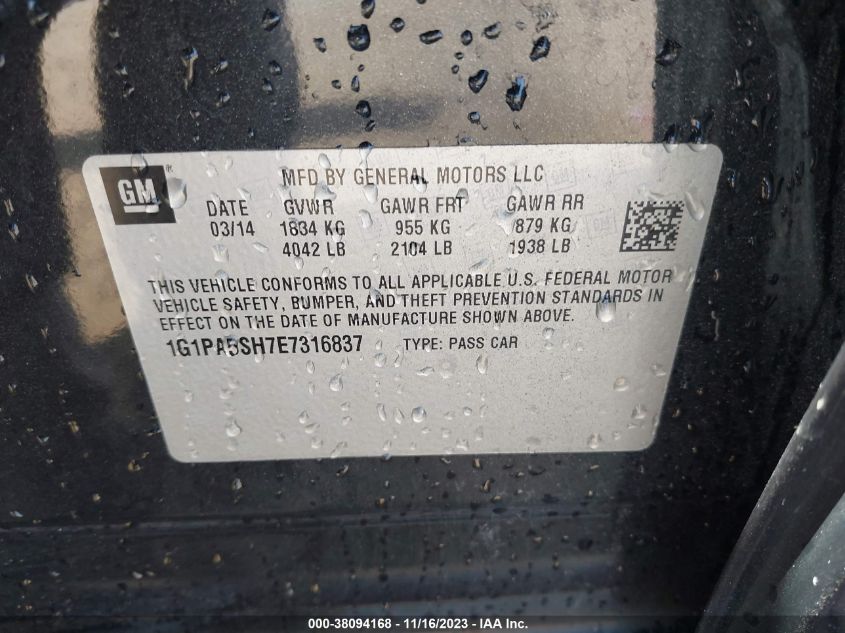 GM ®
MFD BY GENERAL MOTORS LLC
DATE GVWR GAWR FRT GAWR RR
03/14 1834 KG 955 KG 879 KG
4042 LB 2104 LB 1938 LB
THIS VEHICLE CONFORMS TO ALL APPLICABLE U.S. FEDERAL MOTOR
VEHICLE SAFETY, BUMPER, AND THEFT PREVENTION STANDARDS IN
EFFECT ON THE DATE OF MANUFACTURE SHOWN ABOVE.
1G1PA5SH7E7316837 TYPE: PASS CAR
000-38094168 - 11/16/2023 - IAA Inc.